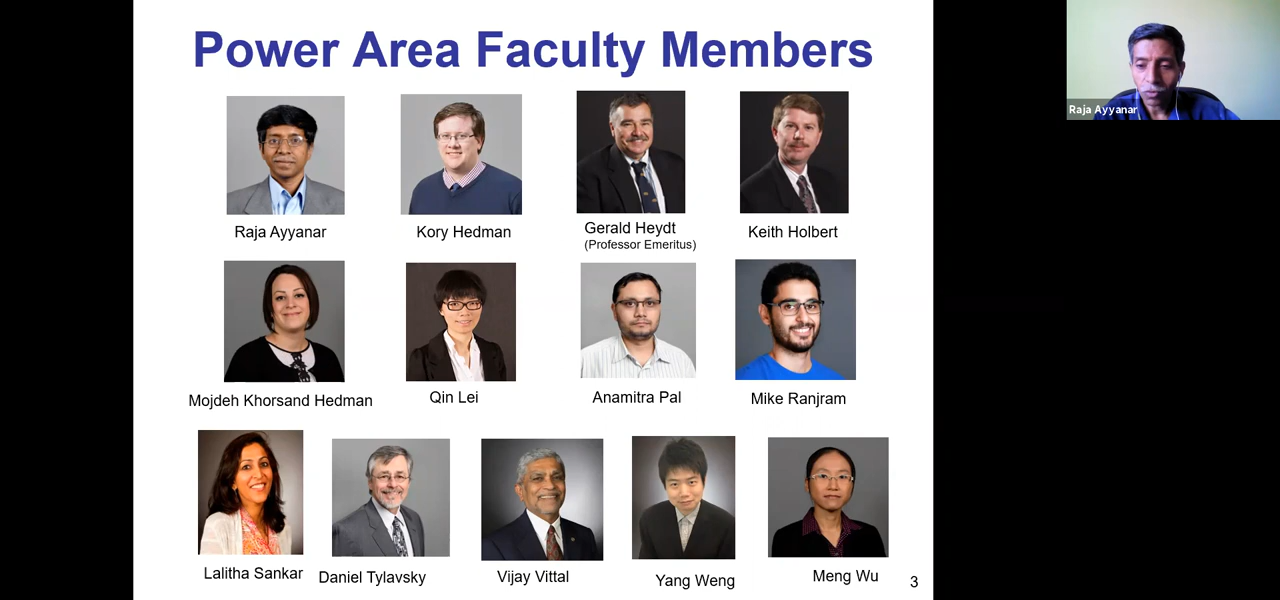 Power Area Faculty Members
Raja Ayyanar
Raja Ayyanar
Kory Hedman
Gerald Heydt
(Professor Emeritus)
Keith Holbert
Mojdeh Khorsand Hedman
Qin Lei
Anamitra Pal
Mike Ranjram
Lalitha Sankar
Daniel Tylavsky
Vijay Vittal
Yang Weng
Meng Wu
3